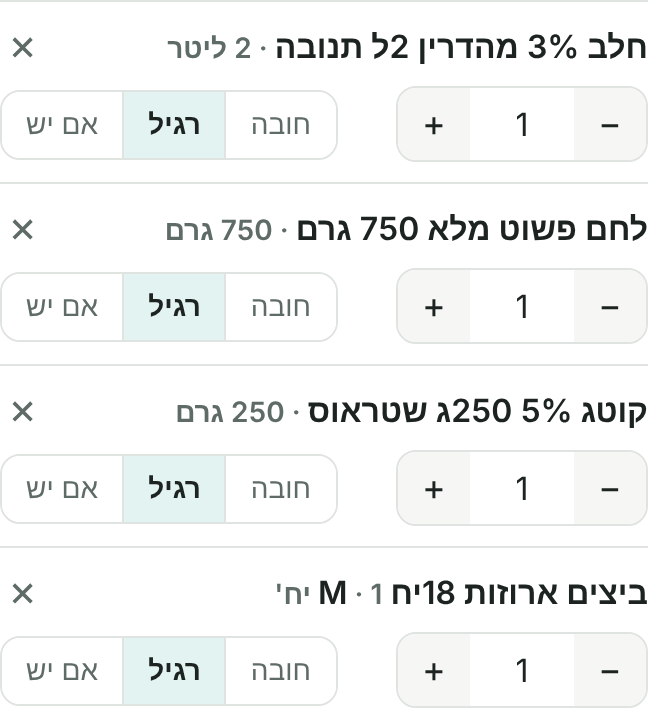 חלב 3% מהדרין 2ל תנובה · 2 ליטר ✕
− 1 + חובה רגיל אם יש
לחם פשוט מלא 750 גרם · 750 גרם ✕
− 1 + חובה רגיל אם יש
קוטג 5% 250ג שטראוס · 250 גרם ✕
− 1 + חובה רגיל אם יש
ביצים ארוזות 18יח M · 1 יח' ✕
− 1 + חובה רגיל אם יש